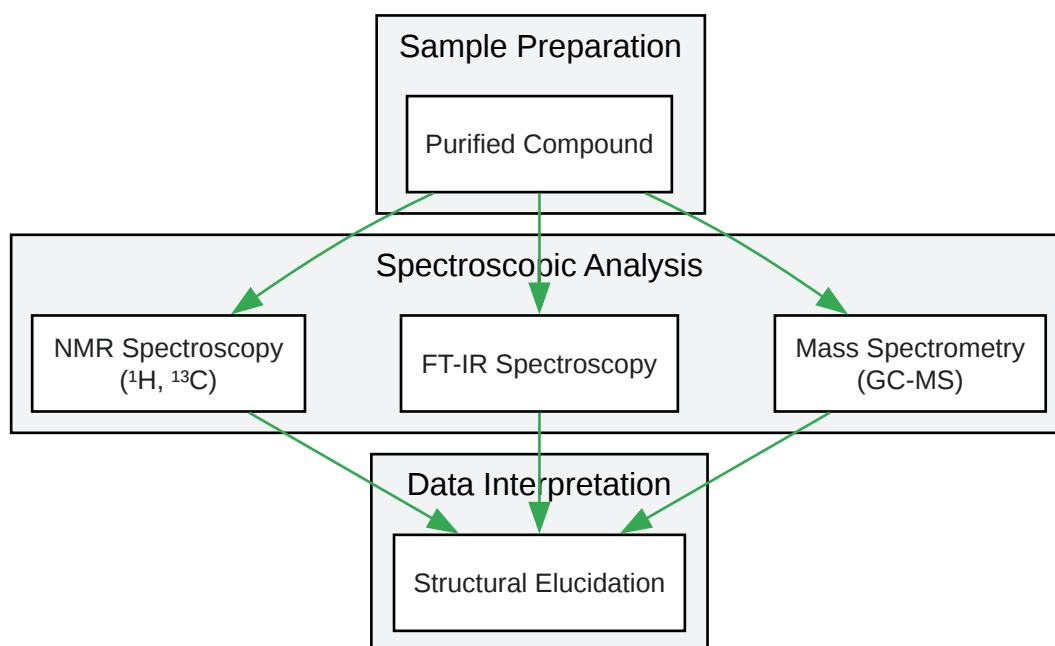 Sample Preparation
Purified Compound
Spectroscopic Analysis
NMR Spectroscopy
(¹H, ¹³C)
FT-IR Spectroscopy
Mass Spectrometry
(GC-MS)
Data Interpretation
Structural Elucidation